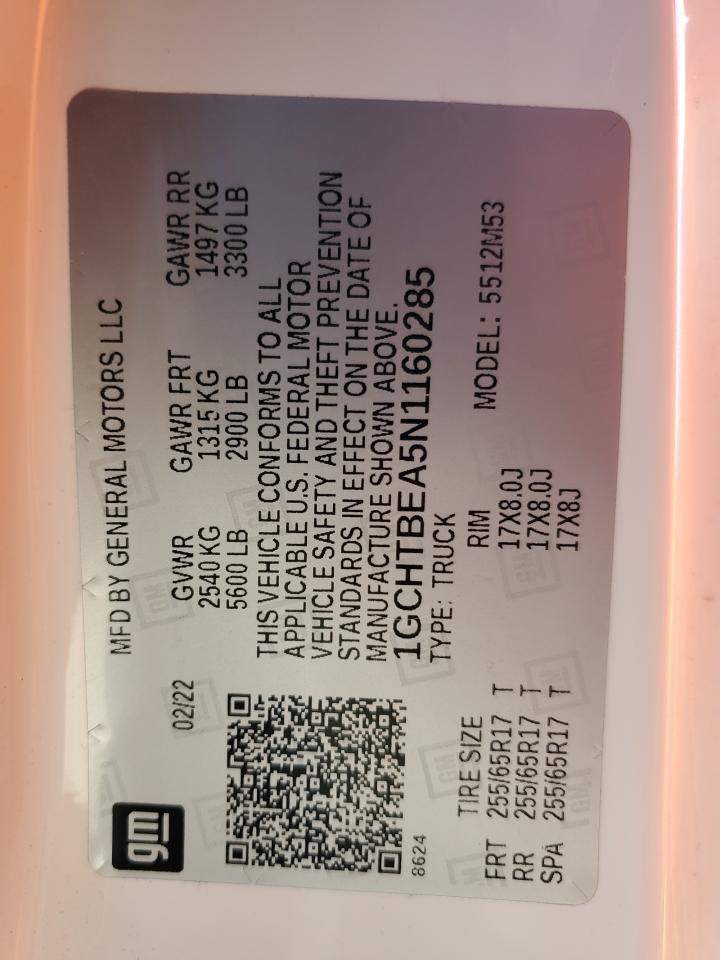 gm
MFD BY GENERAL MOTORS LLC
02/22
GVWR GAWR FRT GAWR RR
2540 KG 1315 KG 1497 KG
5600 LB 2900 LB 3300 LB
THIS VEHICLE CONFORMS TO ALL
APPLICABLE U.S. FEDERAL MOTOR
VEHICLE SAFETY AND THEFT PREVENTION
STANDARDS IN EFFECT ON THE DATE OF
MANUFACTURE SHOWN ABOVE.
1GCHTBEA5N1160285
8624
TYPE: TRUCK
TIRE SIZE RIM MODEL: 5512M53
FRT 255/65R17 T 17X8.0J
RR 255/65R17 T 17X8.0J
SPA 255/65R17 T 17X8J